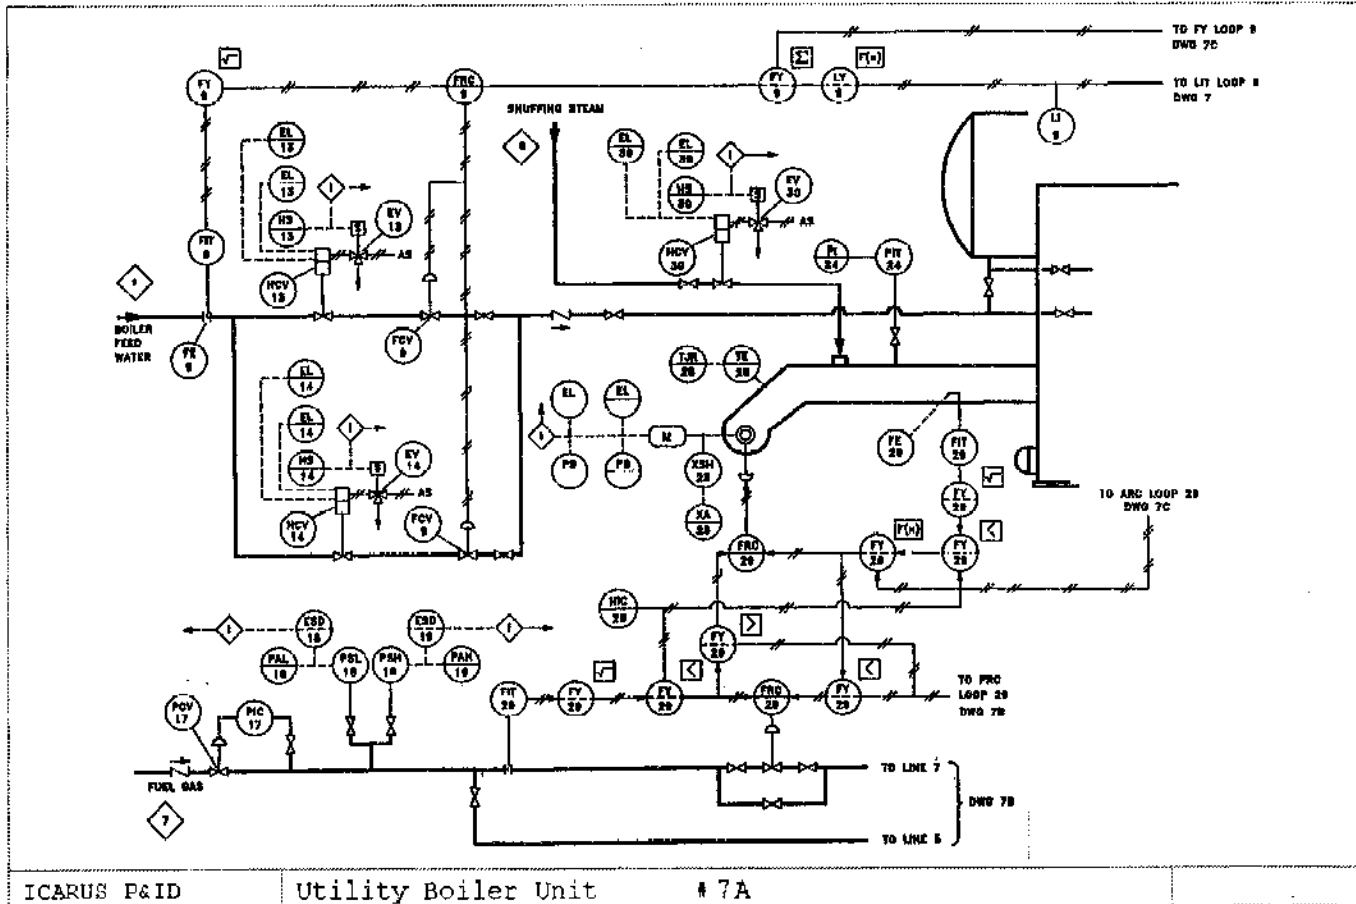 TO FY LOOP 9
DWG 7C
FY
9
FRC
9
FY
9
Σ
LY
9
F(x)
TO LIT LOOP 9
DWG 7
LI
9
SNUFFING STEAM
EL
13
EL
13
HS
13
I
S
EV
13
AS
HCV
13
EL
30
EL
30
HS
30
I
S
EV
30
AS
HCV
30
FIT
9
PI
24
PIT
24
BOILER
FEED
WATER
FE
9
FCV
9
EL
14
EL
14
HS
14
I
S
EV
14
AS
HCV
14
FCV
9
TJR
28
TE
28
EL
EL
PB
PB
M
XSH
25
XA
25
FE
29
FIT
29
FY
29
FY
29
<
FY
29
F(x)
FRC
29
TO ARC LOOP 29
DWG 7C
HIC
29
FY
29
>
I
ESD
18
ESD
19
I
PAL
18
PSL
18
PSH
19
PAH
19
FIT
29
FY
29
FY
29
<
FRC
29
FY
29
<
TO FRC
LOOP 29
DWG 7B
PCV
17
PIC
17
FUEL GAS
7
TO LINE 7
DWG 7B
TO LINE 5
ICARUS P&ID
Utility Boiler Unit # 7A